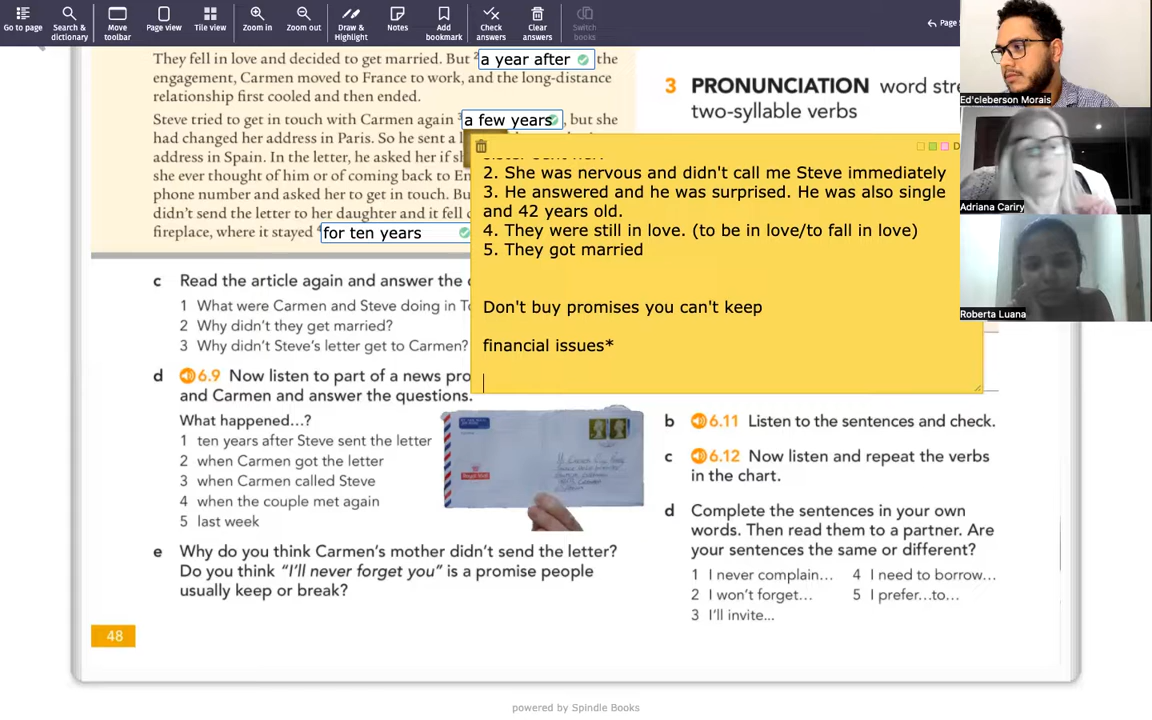 Go to page
Search & dictionary
Move toolbar
Page view
Tile view
Zoom in
Zoom out
Draw & Highlight
Notes
Add bookmark
Check answers
Clear answers
Switch books
Page
They fell in love and decided to get married. But 2 a year after the
engagement, Carmen moved to France to work, and the long-distance
relationship first cooled and then ended.
Steve tried to get in touch with Carmen again 3 a few years, but she
had changed her address in Paris. So he sent a
address in Spain. In the letter, he asked her if
she ever thought of him or of coming back to
phone number and asked her to get in touch.
didn't send the letter to her daughter and it fell
fireplace, where it stayed 4 for ten years
c Read the article again and answer the
1 What were Carmen and Steve doing in
2 Why didn't they get married?
3 Why didn't Steve's letter get to Carmen?
d 6.9 Now listen to part of a news
and Carmen and answer the questions.
What happened...?
1 ten years after Steve sent the letter
2 when Carmen got the letter
3 when Carmen called Steve
4 when the couple met again
5 last week
e Why do you think Carmen's mother didn't send the letter?
Do you think "I'll never forget you" is a promise people
usually keep or break?
48
3 PRONUNCIATION word
two-syllable verbs
2. She was nervous and didn't call me Steve immediately
3. He answered and he was surprised. He was also single
and 42 years old.
4. They were still in love. (to be in love/to fall in love)
5. They got married
Don't buy promises you can't keep
financial issues*
b 6.11 Listen to the sentences and check.
c 6.12 Now listen and repeat the verbs
in the chart.
d Complete the sentences in your own
words. Then read them to a partner. Are
your sentences the same or different?
1 I never complain... 4 I need to borrow...
2 I won't forget... 5 I prefer...to...
3 I'll invite...
Ed'cleberson Morais
Adriana Cariry
Roberta Luana
powered by Spindle Books